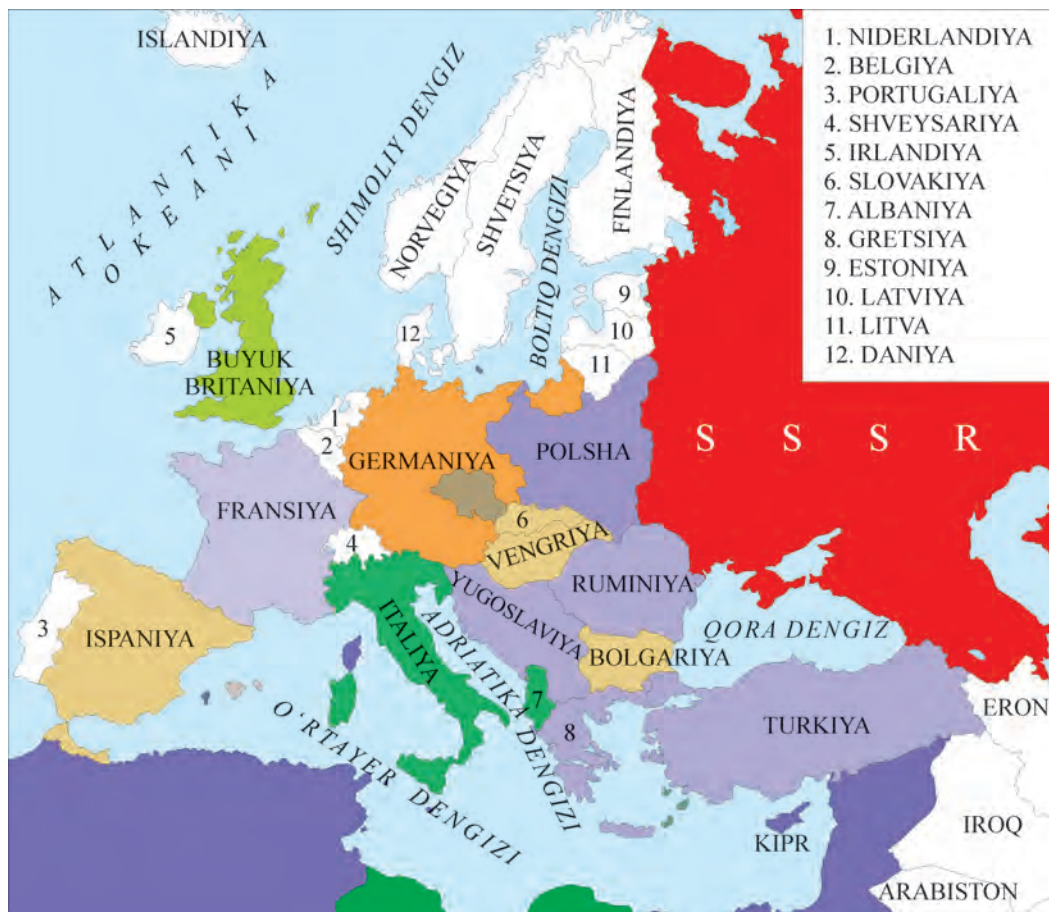 ISLANDIYA
ATLANTIKA
OKEANI
SHIMOLIY DENGIZ
NORVEGIYA
SHVETSIYA
FINLANDIYA
BOLTIQ DENGIZI
1. NIDERLANDIYA
2. BELGIYA
3. PORTUGALIYA
4. SHVEYSARIYA
5. IRLANDIYA
6. SLOVAKIYA
7. ALBANIYA
8. GRETSIYA
9. ESTONIYA
10. LATVIYA
11. LITVA
12. DANIYA
5
BUYUK
BRITANIYA
12
9
10
11
1
2
GERMANIYA
POLSHA
S S S R
FRANSIYA
4
6
VENGRIYA
RUMINIYA
YUGOSLAVIYA
3
ISPANIYA
ITALIYA
ADRIATIKA DENGIZI
BOLGARIYA
QORA DENGIZ
7
8
TURKIYA
ERON
O‘RTAYER DENGIZI
KIPR
IROQ
ARABISTON